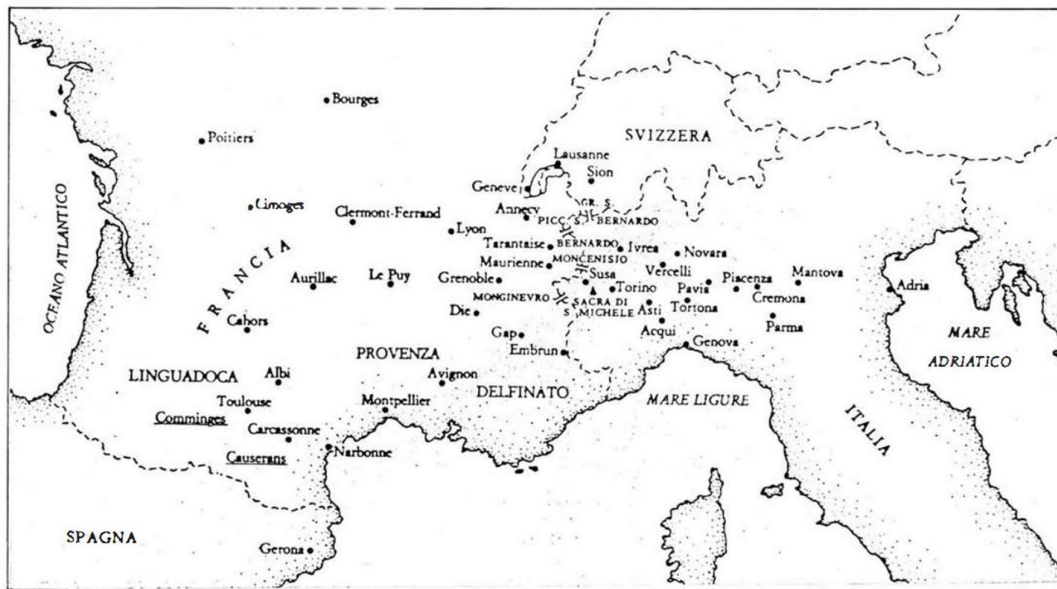 Bourges
Poitiers
SVIZZERA
Lausanne
Sion
Geneve
Limoges
Annecy
GR. S.
BERNARDO
PICC. S.
BERNARDO
Clermont-Ferrand
Lyon
OCEANO ATLANTICO
FRANCIA
Tarantaise
Ivrea
Novara
MONCENISIO
Maurienne
Vercelli
Aurillac
Le Puy
Grenoble
Susa
Torino
Pavia
Piacenza
Mantova
Cremona
Adria
MONGINEVRO
SACRA DI
S. MICHELE
Asti
Tortona
Die
Acqui
Parma
Cahors
Gap
Genova
MARE
ADRIATICO
PROVENZA
Embrun
LINGUADOCA
Albi
Avignon
DELFINATO
MARE LIGURE
Toulouse
Montpellier
Comminges
Carcassonne
ITALIA
Causerans
Narbonne
SPAGNA
Gerona